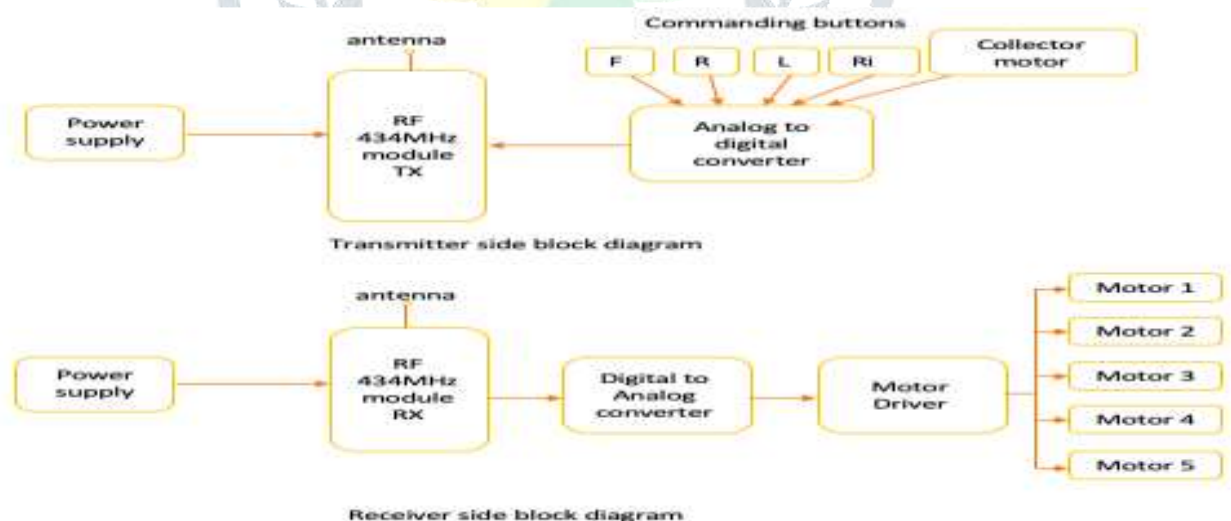 Commanding buttons
antenna
F
R
L
Ri
Collector
motor
Power
supply
RF
434MHz
module
TX
Analog to
digital
converter
Transmitter side block diagram
antenna
Power
supply
RF
434MHz
module
RX
Digital to
Analog
converter
Motor
Driver
Motor 1
Motor 2
Motor 3
Motor 4
Motor 5
Receiver side block diagram